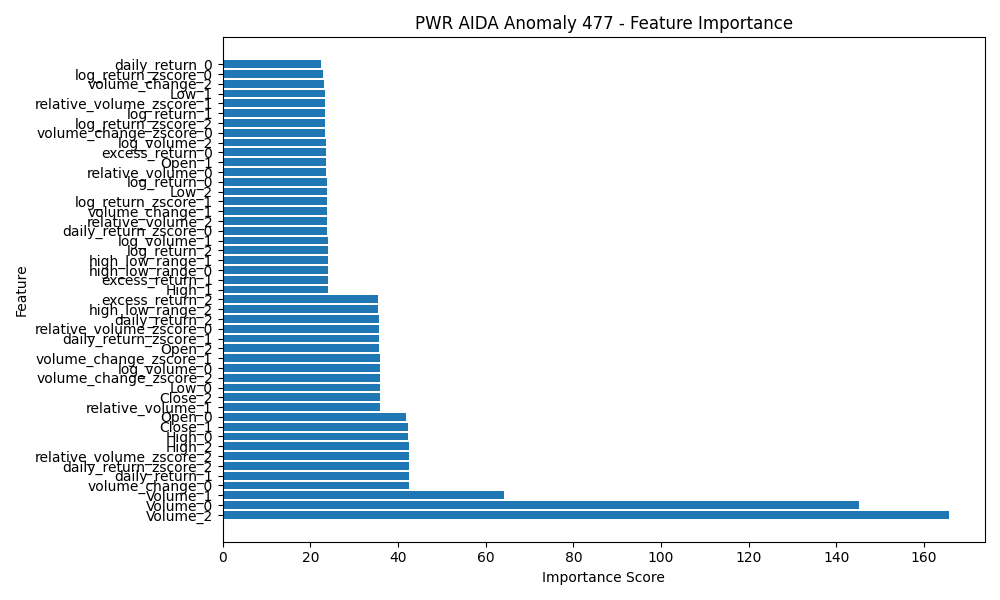 PWR AIDA Anomaly 477 - Feature Importance
daily_return_0
log_return_zscore_0
volume_change_2
Low_1
relative_volume_zscore_1
log_return_1
log_return_zscore_2
volume_change_zscore_0
log_volume_2
excess_return_0
Open_1
relative_volume_0
log_return_0
Low_2
log_return_zscore_1
volume_change_1
relative_volume_2
daily_return_zscore_0
log_volume_1
log_return_2
high_low_range_1
high_low_range_0
excess_return_1
High_1
excess_return_2
high_low_range_2
daily_return_2
relative_volume_zscore_0
daily_return_zscore_1
Open_2
volume_change_zscore_1
log_volume_0
volume_change_zscore_2
Low_0
Close_2
relative_volume_1
Open_0
Close_1
High_0
High_2
relative_volume_zscore_2
daily_return_zscore_2
daily_return_1
volume_change_0
Volume_1
Volume_0
Volume_2
Feature
0 20 40 60 80 100 120 140 160
Importance Score